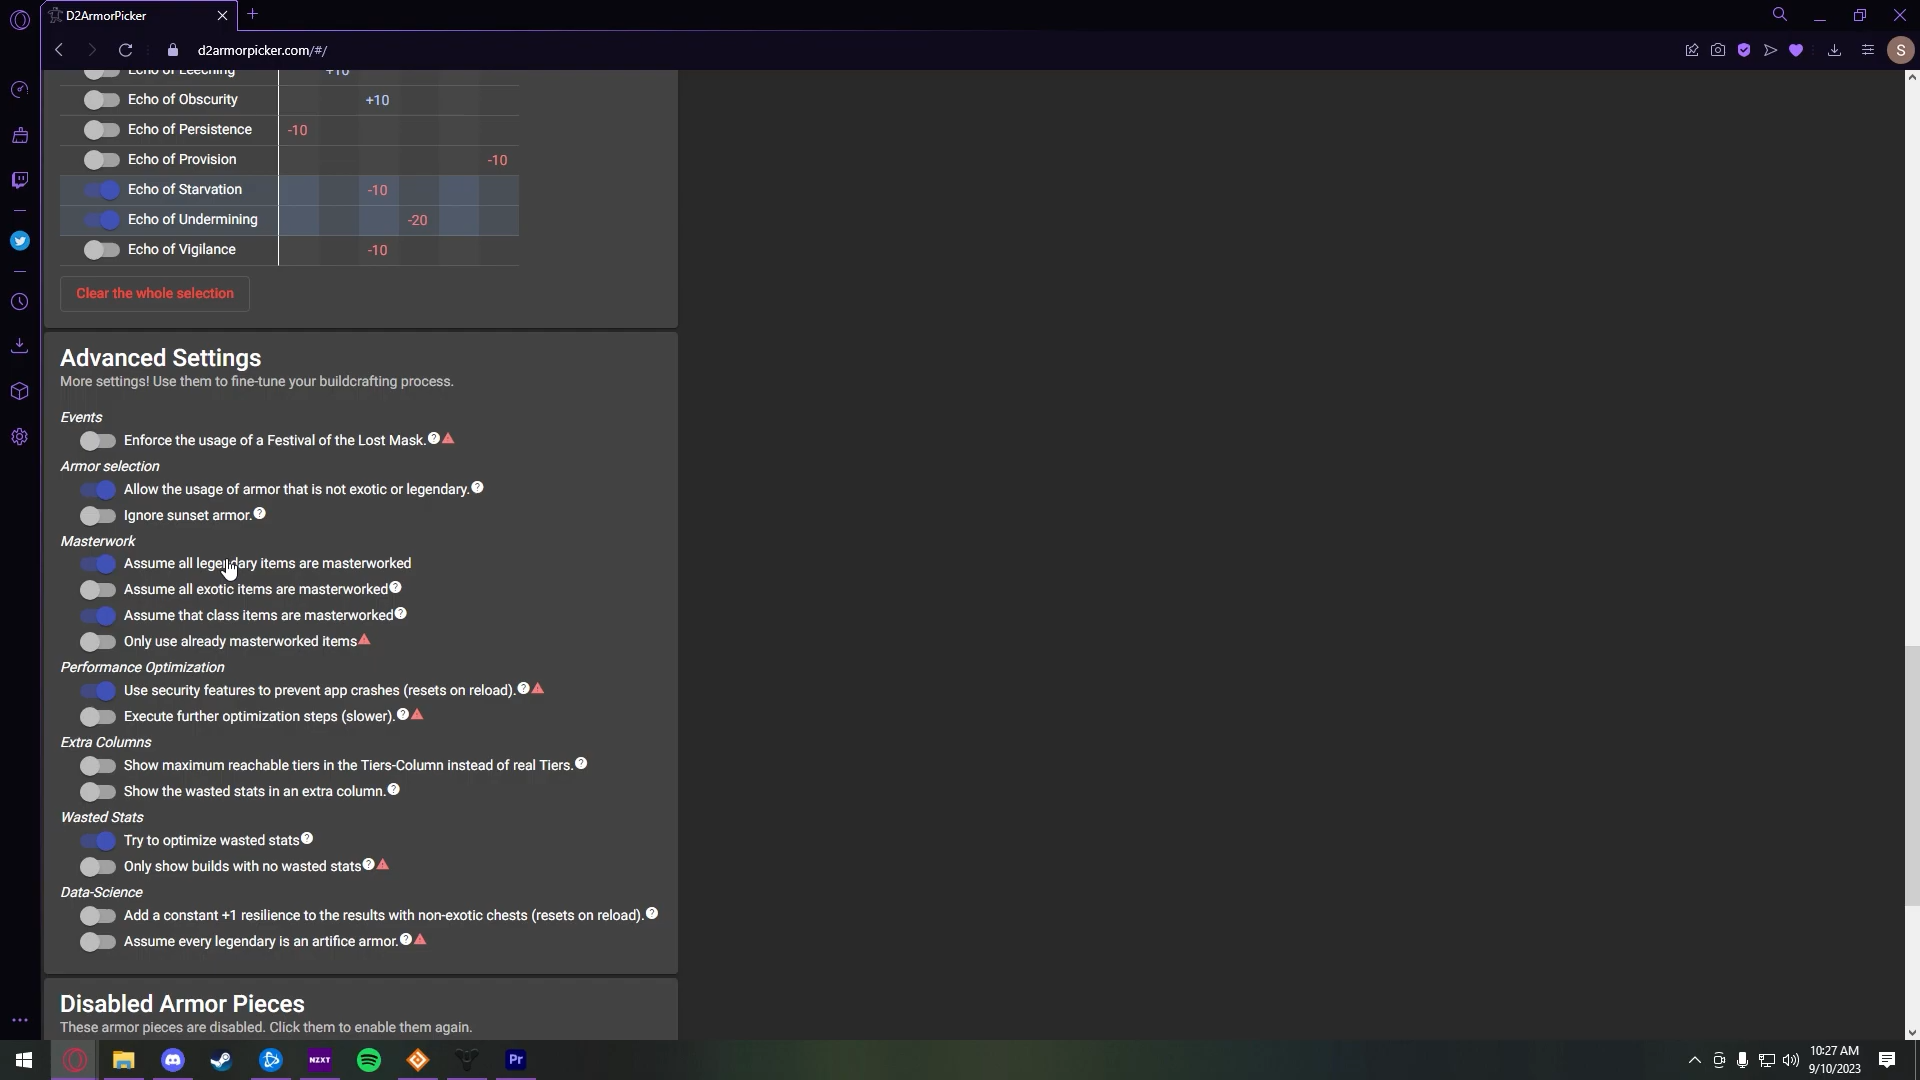 D2ArmorPicker
d2armorpicker.com/#/
S
Echo of Leeching +10
Echo of Obscurity +10
Echo of Persistence -10
Echo of Provision -10
Echo of Starvation -10
Echo of Undermining -20
Echo of Vigilance -10
Clear the whole selection
Advanced Settings
More settings! Use them to fine-tune your buildcrafting process.
Events
Enforce the usage of a Festival of the Lost Mask.
Armor selection
Allow the usage of armor that is not exotic or legendary.
Ignore sunset armor.
Masterwork
Assume all legendary items are masterworked
Assume all exotic items are masterworked
Assume that class items are masterworked
Only use already masterworked items
Performance Optimization
Use security features to prevent app crashes (resets on reload).
Execute further optimization steps (slower).
Extra Columns
Show maximum reachable tiers in the Tiers-Column instead of real Tiers.
Show the wasted stats in an extra column.
Wasted Stats
Try to optimize wasted stats
Only show builds with no wasted stats
Data-Science
Add a constant +1 resilience to the results with non-exotic chests (resets on reload).
Assume every legendary is an artifice armor.
Disabled Armor Pieces
These armor pieces are disabled. Click them to enable them again.
NZXT
Pr
10:27 AM
9/10/2023